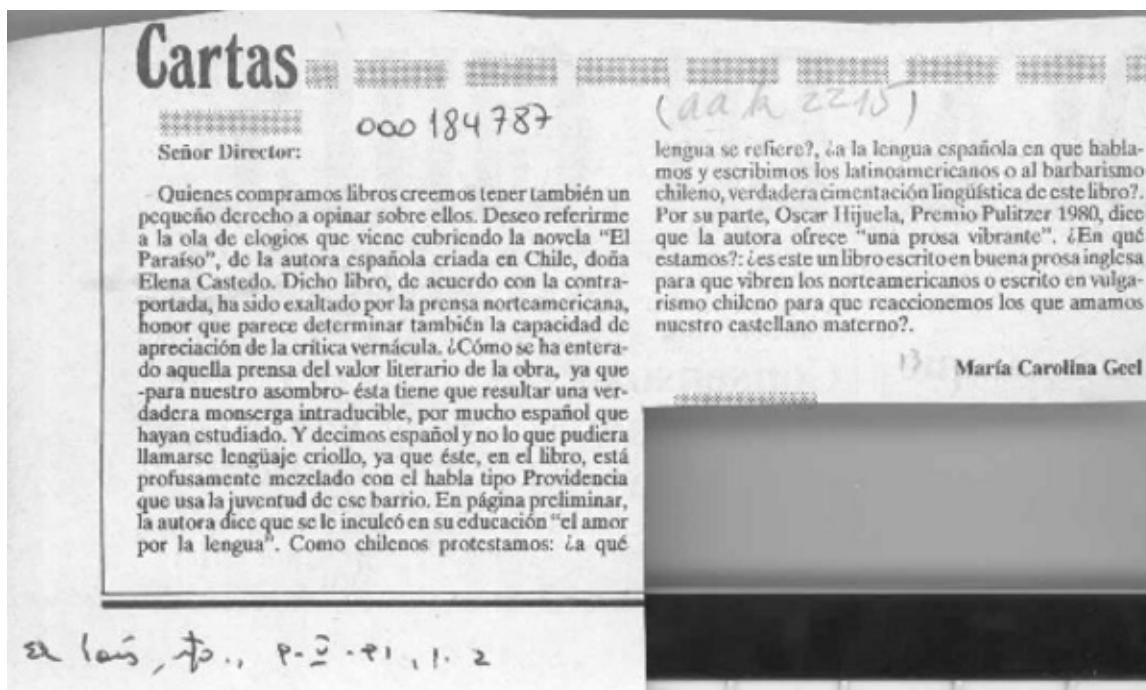 Cartas
000 184 787
(aah 2215)
Señor Director:
- Quienes compramos libros creemos tener también un
pequeño derecho a opinar sobre ellos. Deseo referirme
a la ola de elogios que viene cubriendo la novela "El
Paraíso", de la autora española criada en Chile, doña
Elena Castedo. Dicho libro, de acuerdo con la contra-
portada, ha sido exaltado por la prensa norteamericana,
honor que parece determinar también la capacidad de
apreciación de la crítica vernácula. ¿Cómo se ha entera-
do aquella prensa del valor literario de la obra, ya que
-para nuestro asombro- ésta tiene que resultar una ver-
dadera monserga intraducible, por mucho español que
hayan estudiado. Y decimos español y no lo que pudiera
llamarse lengüaje criollo, ya que éste, en el libro, está
profusamente mezclado con el habla tipo Providencia
que usa la juventud de ese barrio. En página preliminar,
la autora dice que se le inculcó en su educación "el amor
por la lengua". Como chilenos protestamos: ¿a qué
lengua se refiere?, ¿a la lengua española en que habla-
mos y escribimos los latinoamericanos o al barbarismo
chileno, verdadera cimentación lingüística de este libro?.
Por su parte, Oscar Hijuela, Premio Pulitzer 1980, dice
que la autora ofrece "una prosa vibrante". ¿En qué
estamos?: ¿es este un libro escrito en buena prosa inglesa
para que vibren los norteamericanos o escrito en vulga-
rismo chileno para que reaccionemos los que amamos
nuestro castellano materno?.
María Carolina Geel